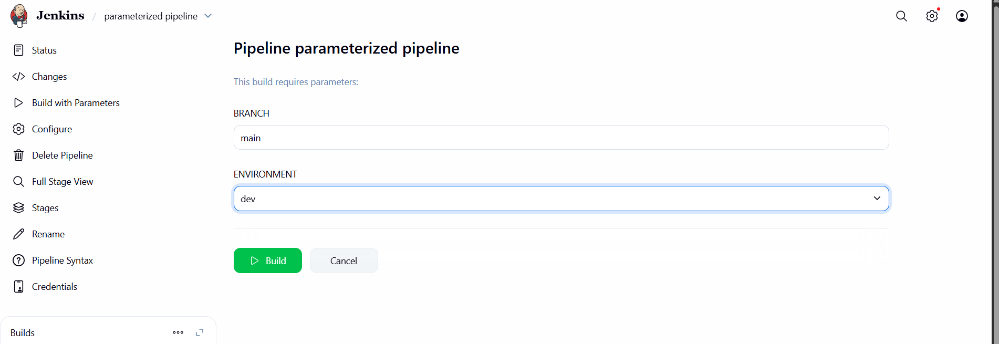 Jenkins / parameterized pipeline
Status
Changes
Build with Parameters
Configure
Delete Pipeline
Full Stage View
Stages
Rename
Pipeline Syntax
Credentials
Builds
Pipeline parameterized pipeline
This build requires parameters:
BRANCH
main
ENVIRONMENT
dev
Build
Cancel